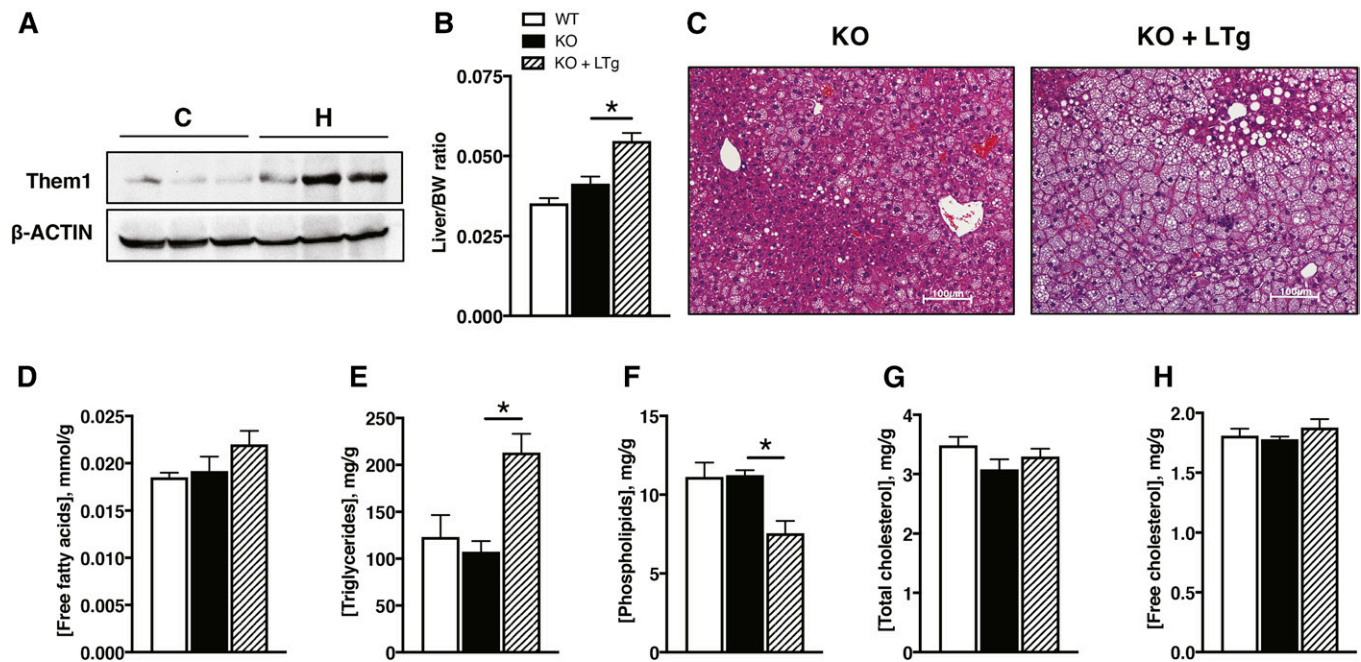 A
C
H
Them1
β-ACTIN
B
WT
KO
KO + LTg
Liver/BW ratio
0.075
0.050
0.025
0.000
*
C
KO
KO + LTg
100µm
100µm
D
[Free fatty acids], mmol/g
0.025
0.020
0.015
0.010
0.005
0.000
E
[Triglycerides], mg/g
250
200
150
100
50
0
*
F
[Phospholipids], mg/g
15
10
5
0
*
G
[Total cholesterol], mg/g
4
3
2
1
0
H
[Free cholesterol], mg/g
2.0
1.5
1.0
0.5
0.0